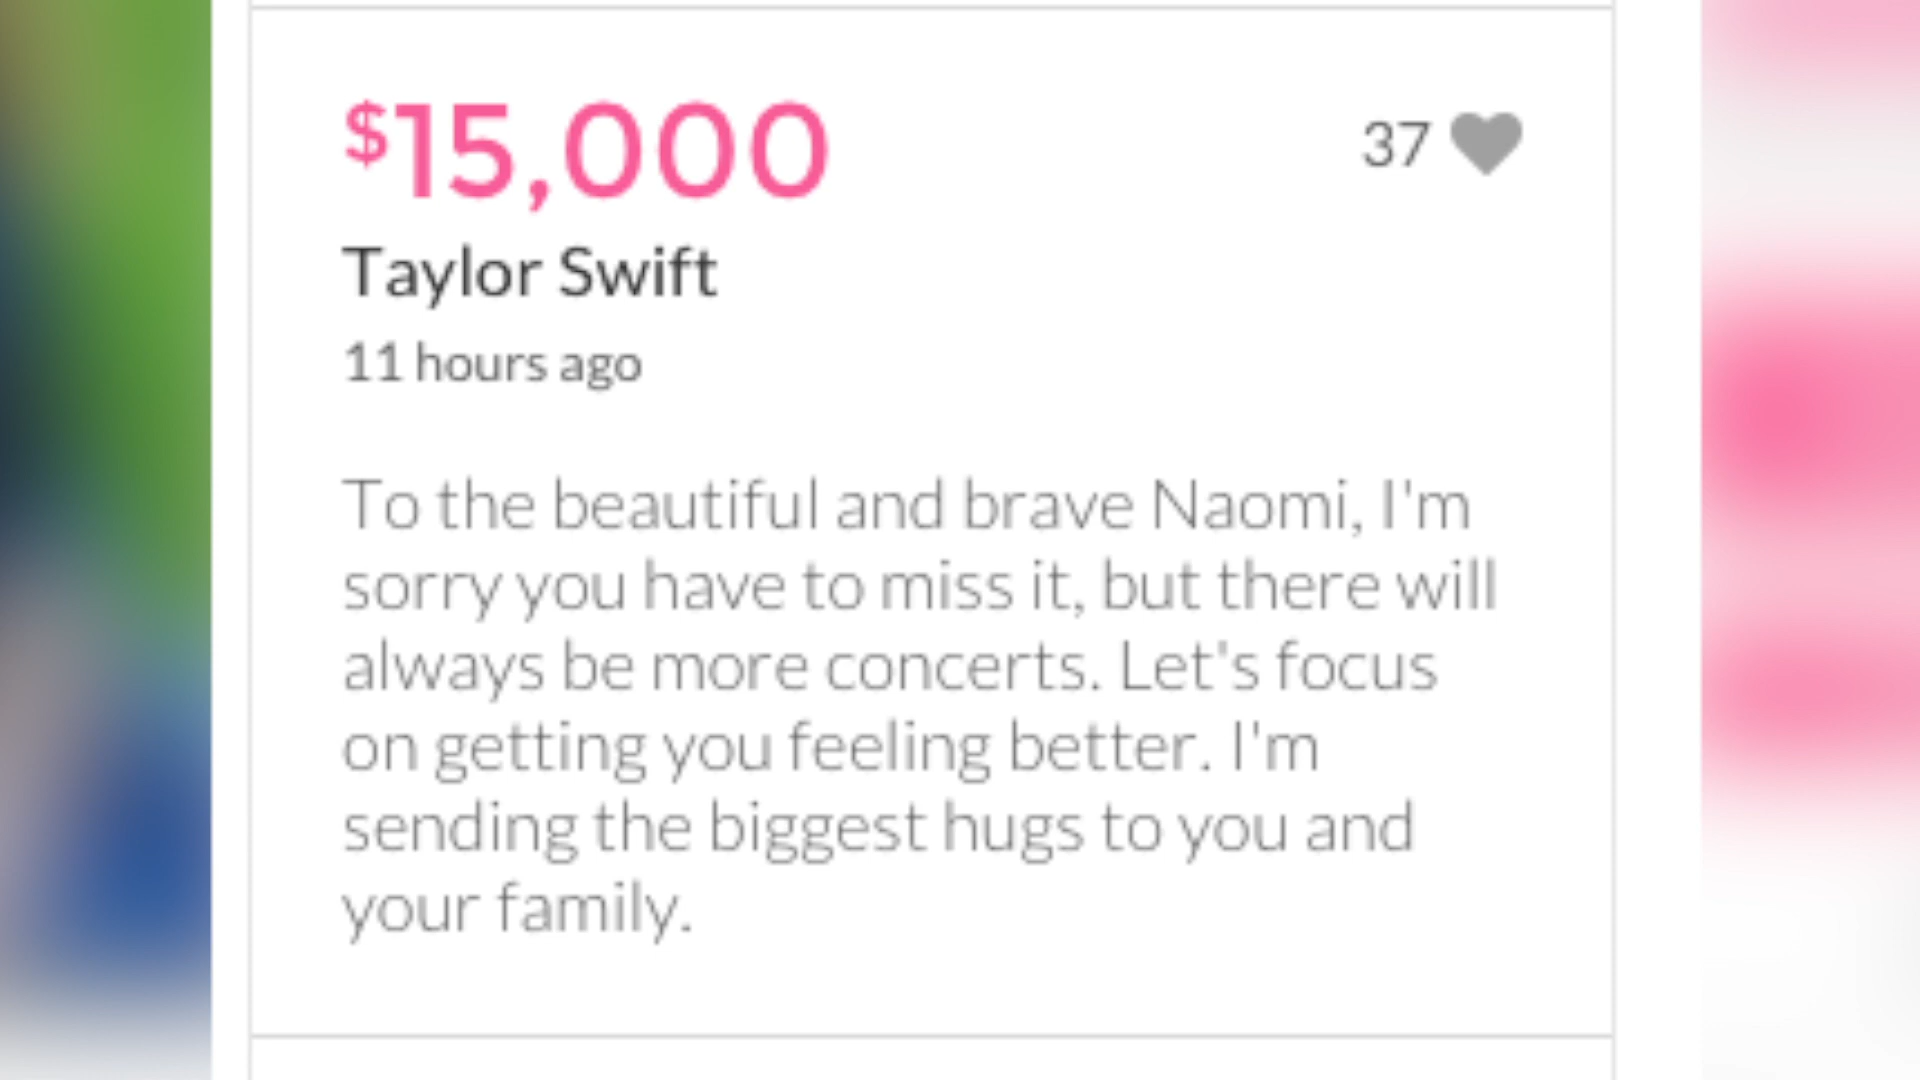 $15,000
37
Taylor Swift
11 hours ago
To the beautiful and brave Naomi, I'm
sorry you have to miss it, but there will
always be more concerts. Let's focus
on getting you feeling better. I'm
sending the biggest hugs to you and
your family.